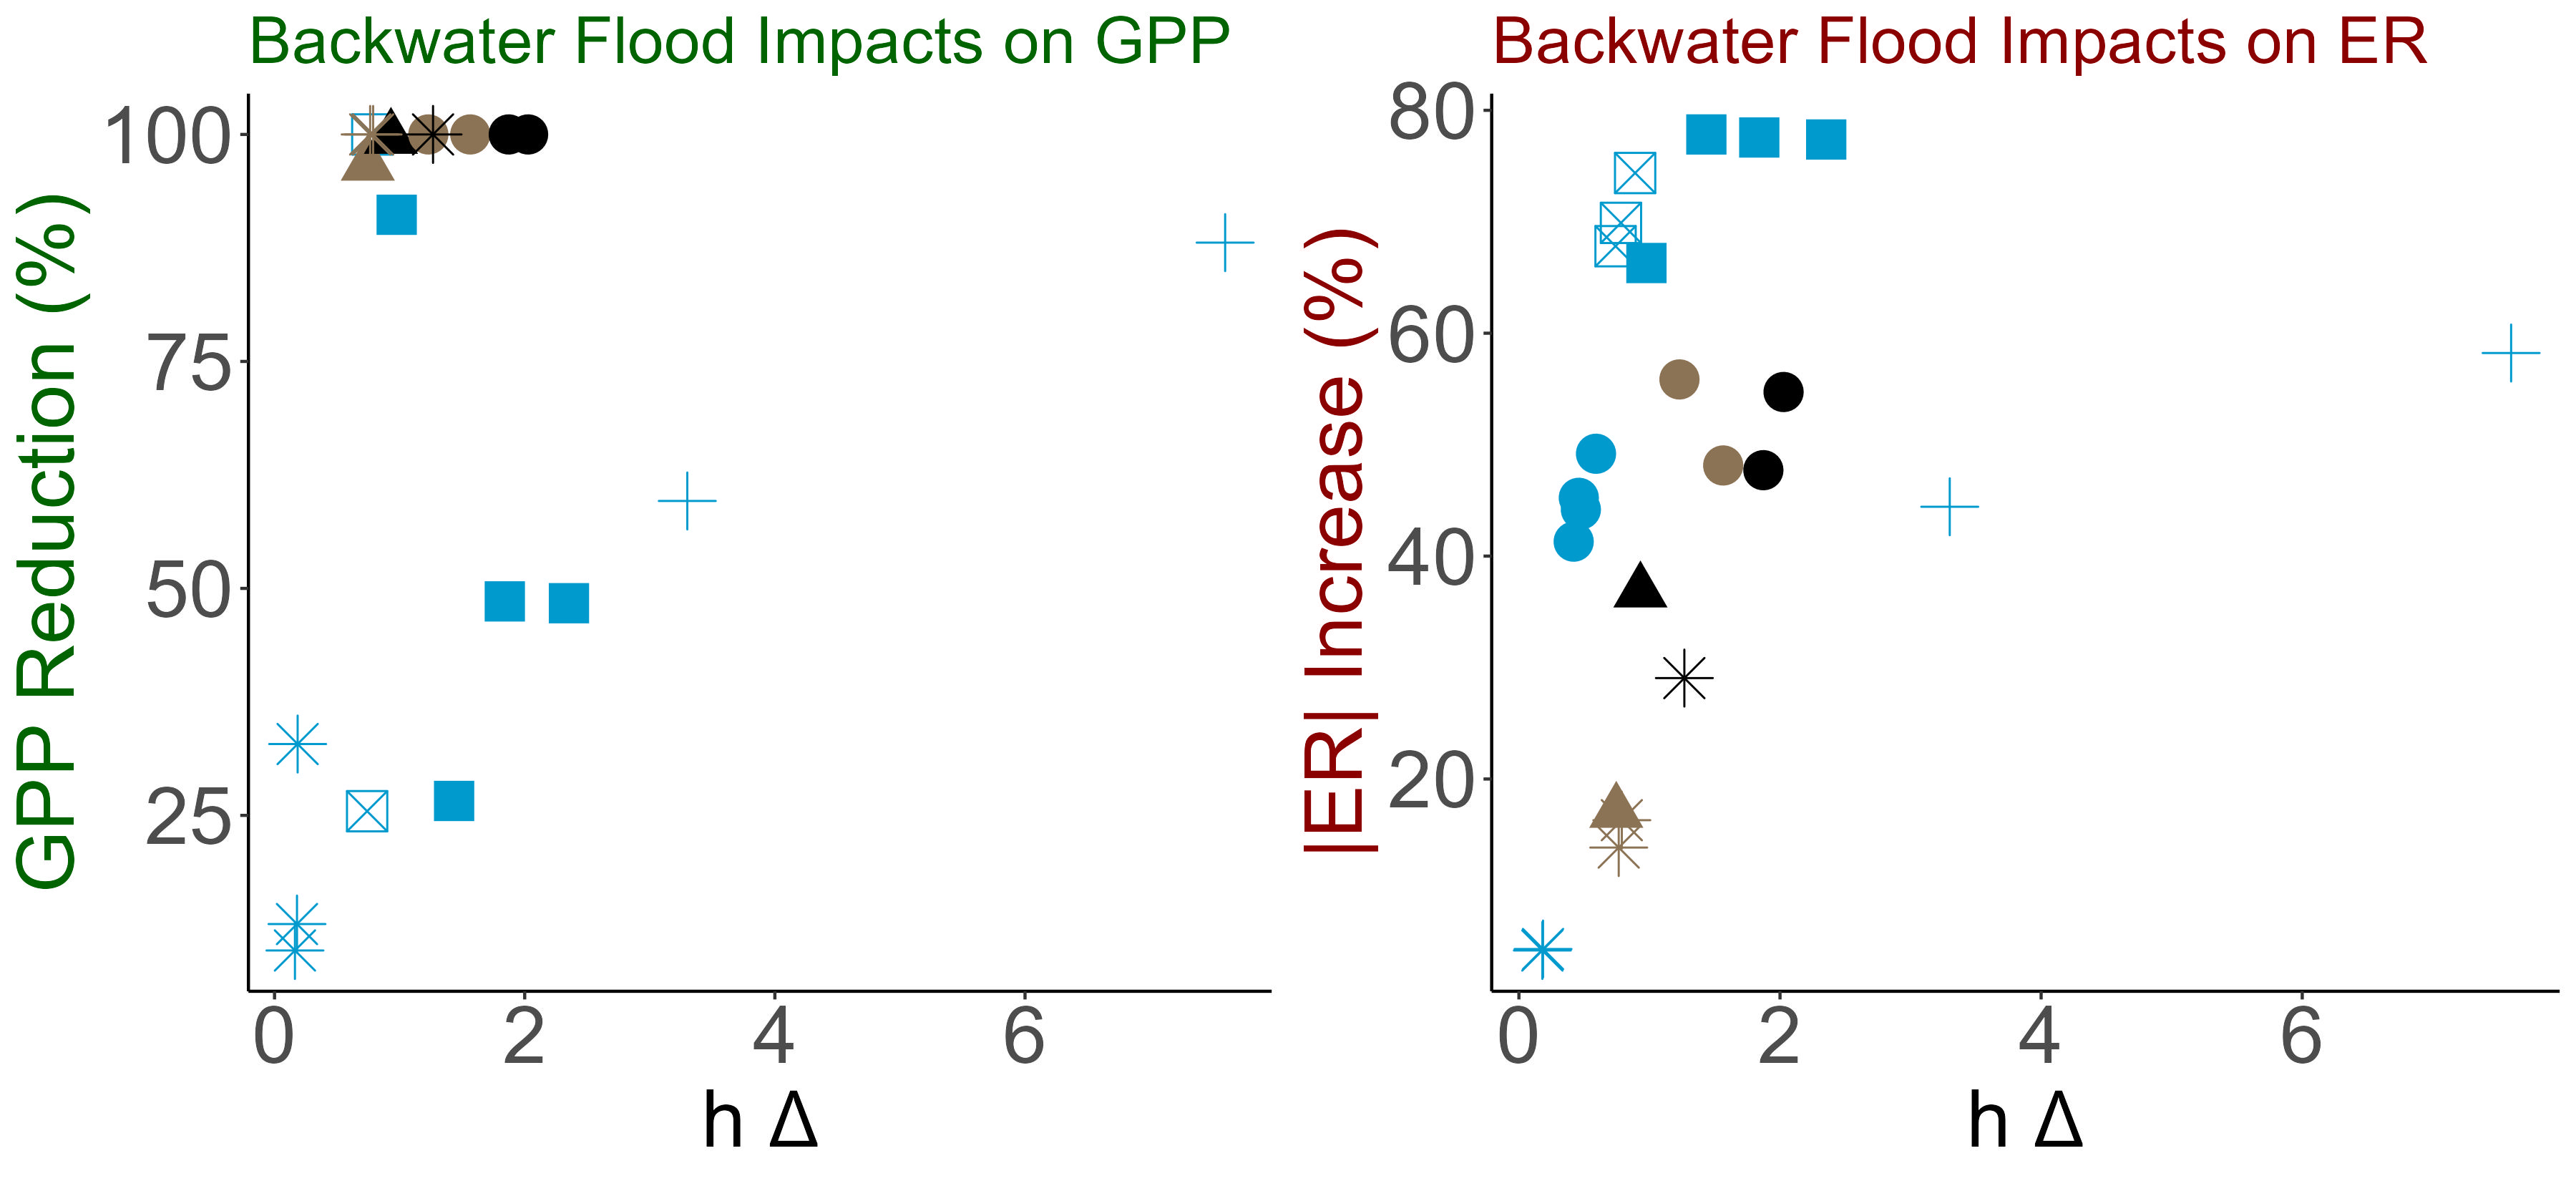 Backwater Flood Impacts on GPP
GPP Reduction (%)
100
75
50
25
0 2 4 6
h Δ
Backwater Flood Impacts on ER
|ER| Increase (%)
80
60
40
20
0 2 4 6
h Δ